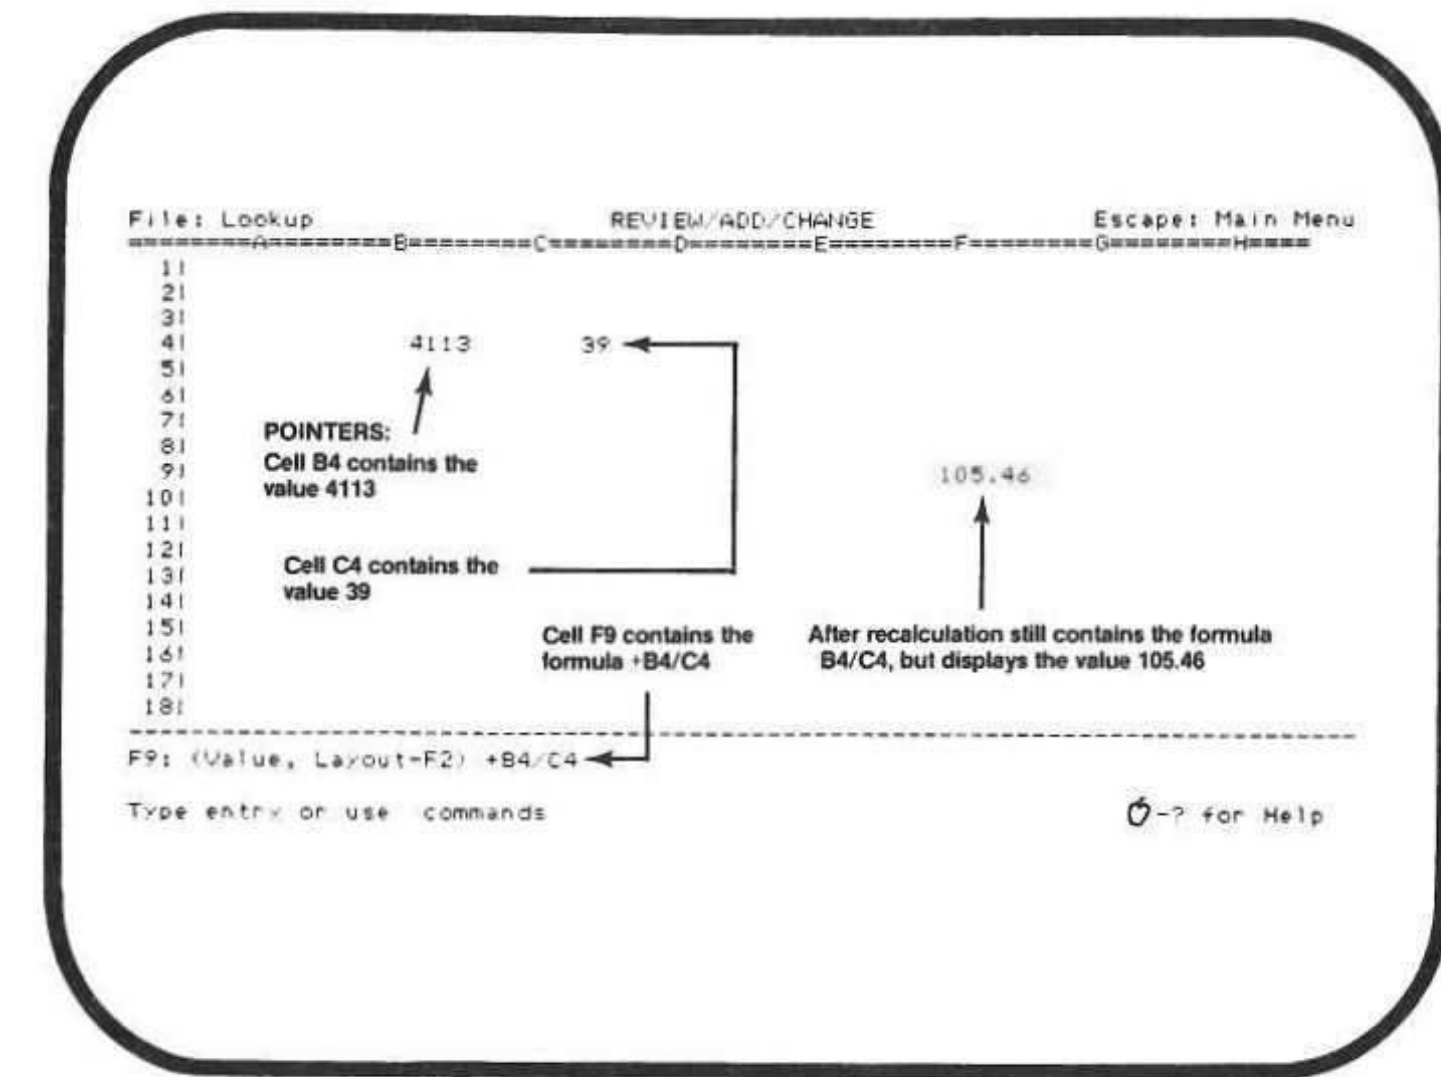 File: Lookup REVIEW/ADD/CHANGE Escape: Main Menu
=========A=========B=========C=========D=========E=========F=========G=========H====
1|
2|
3|
4| 4113 39
5|
6|
7|
POINTERS:
8|
Cell B4 contains the
9| 105.46
value 4113
10|
11|
12|
Cell C4 contains the
13|
value 39
14|
15|
Cell F9 contains the After recalculation still contains the formula
16|
formula +B4/C4 B4/C4, but displays the value 105.46
17|
18|
F9: (Value, Layout-F2) +B4/C4
Type entry or use commands -? for Help